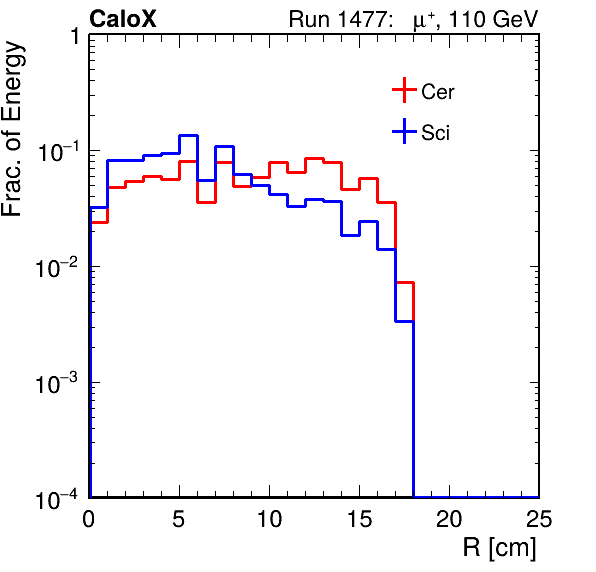 CaloX Run 1477: μ⁺, 110 GeV
Frac. of Energy
1
10⁻¹
10⁻²
10⁻³
10⁻⁴
Cer
Sci
0 5 10 15 20 25
R [cm]